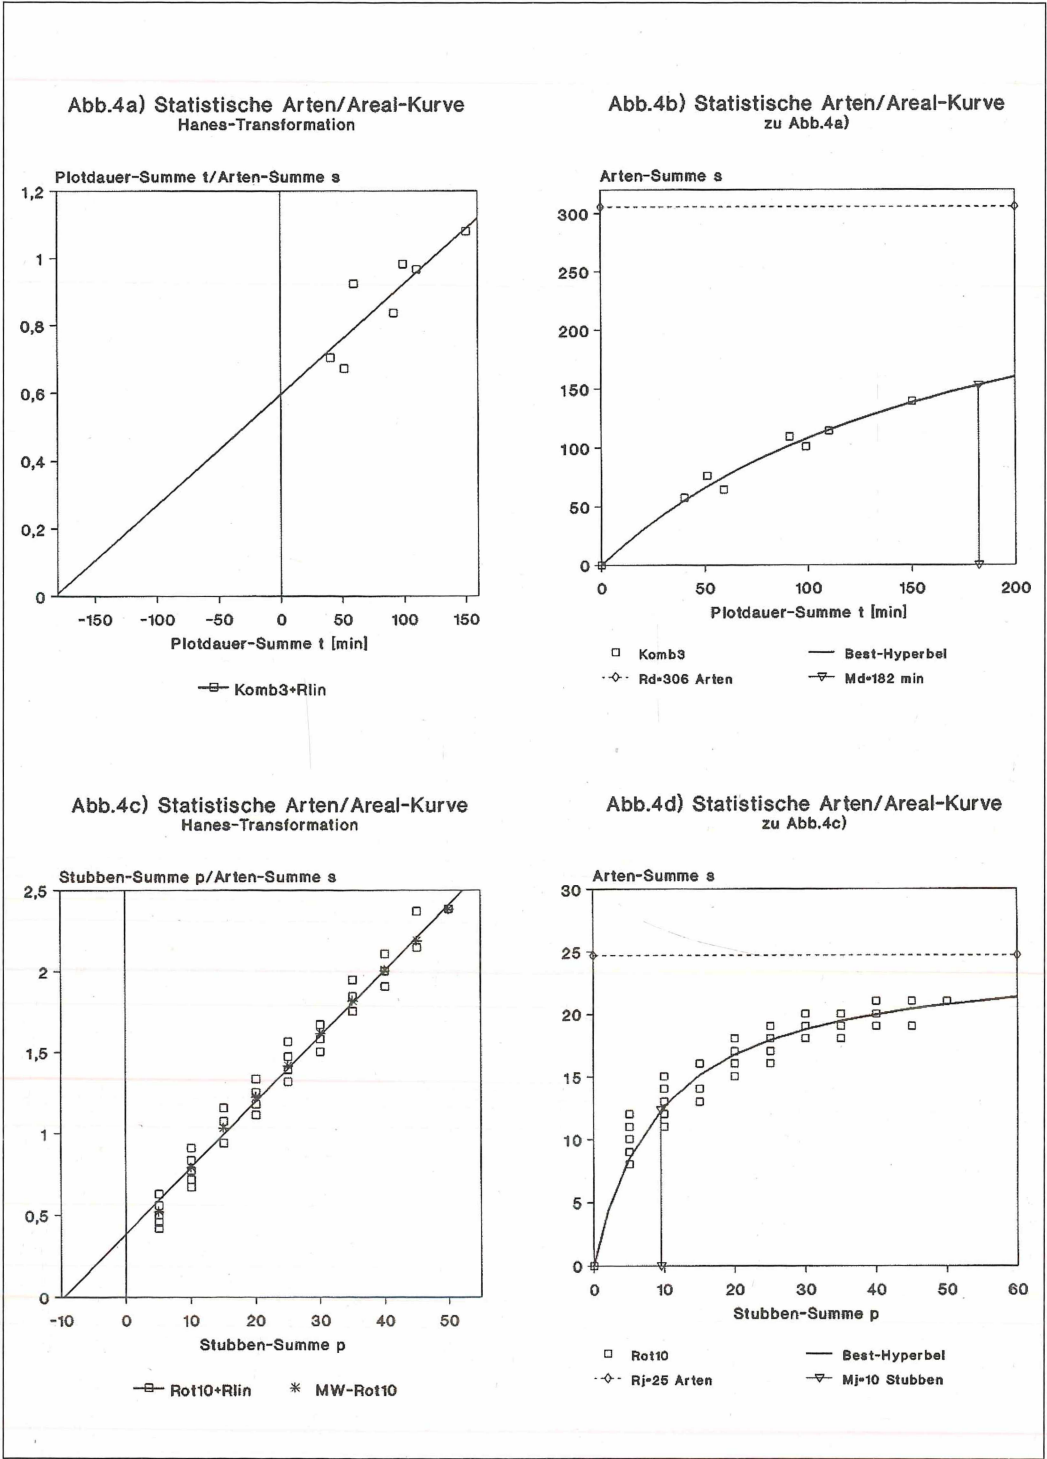 Abb.4a) Statistische Arten/Areal-Kurve
Hanes-Transformation
Plotdauer-Summe t/Arten-Summe s
1,2
1
0,8
0,6
0,4
0,2
0
-150 -100 -50 0 50 100 150
Plotdauer-Summe t [min]
Komb3+Rlin
Abb.4b) Statistische Arten/Areal-Kurve
zu Abb.4a)
Arten-Summe s
300
250
200
150
100
50
0
0 50 100 150 200
Plotdauer-Summe t [min]
Komb3 Best-Hyperbel
Rd=306 Arten Md=182 min
Abb.4c) Statistische Arten/Areal-Kurve
Hanes-Transformation
Stubben-Summe p/Arten-Summe s
2,5
2
1,5
1
0,5
0
-10 0 10 20 30 40 50
Stubben-Summe p
Rot10+Rlin MW-Rot10
Abb.4d) Statistische Arten/Areal-Kurve
zu Abb.4c)
Arten-Summe s
30
25
20
15
10
5
0
0 10 20 30 40 50 60
Stubben-Summe p
Rot10 Best-Hyperbel
Rj=25 Arten Mj=10 Stubben